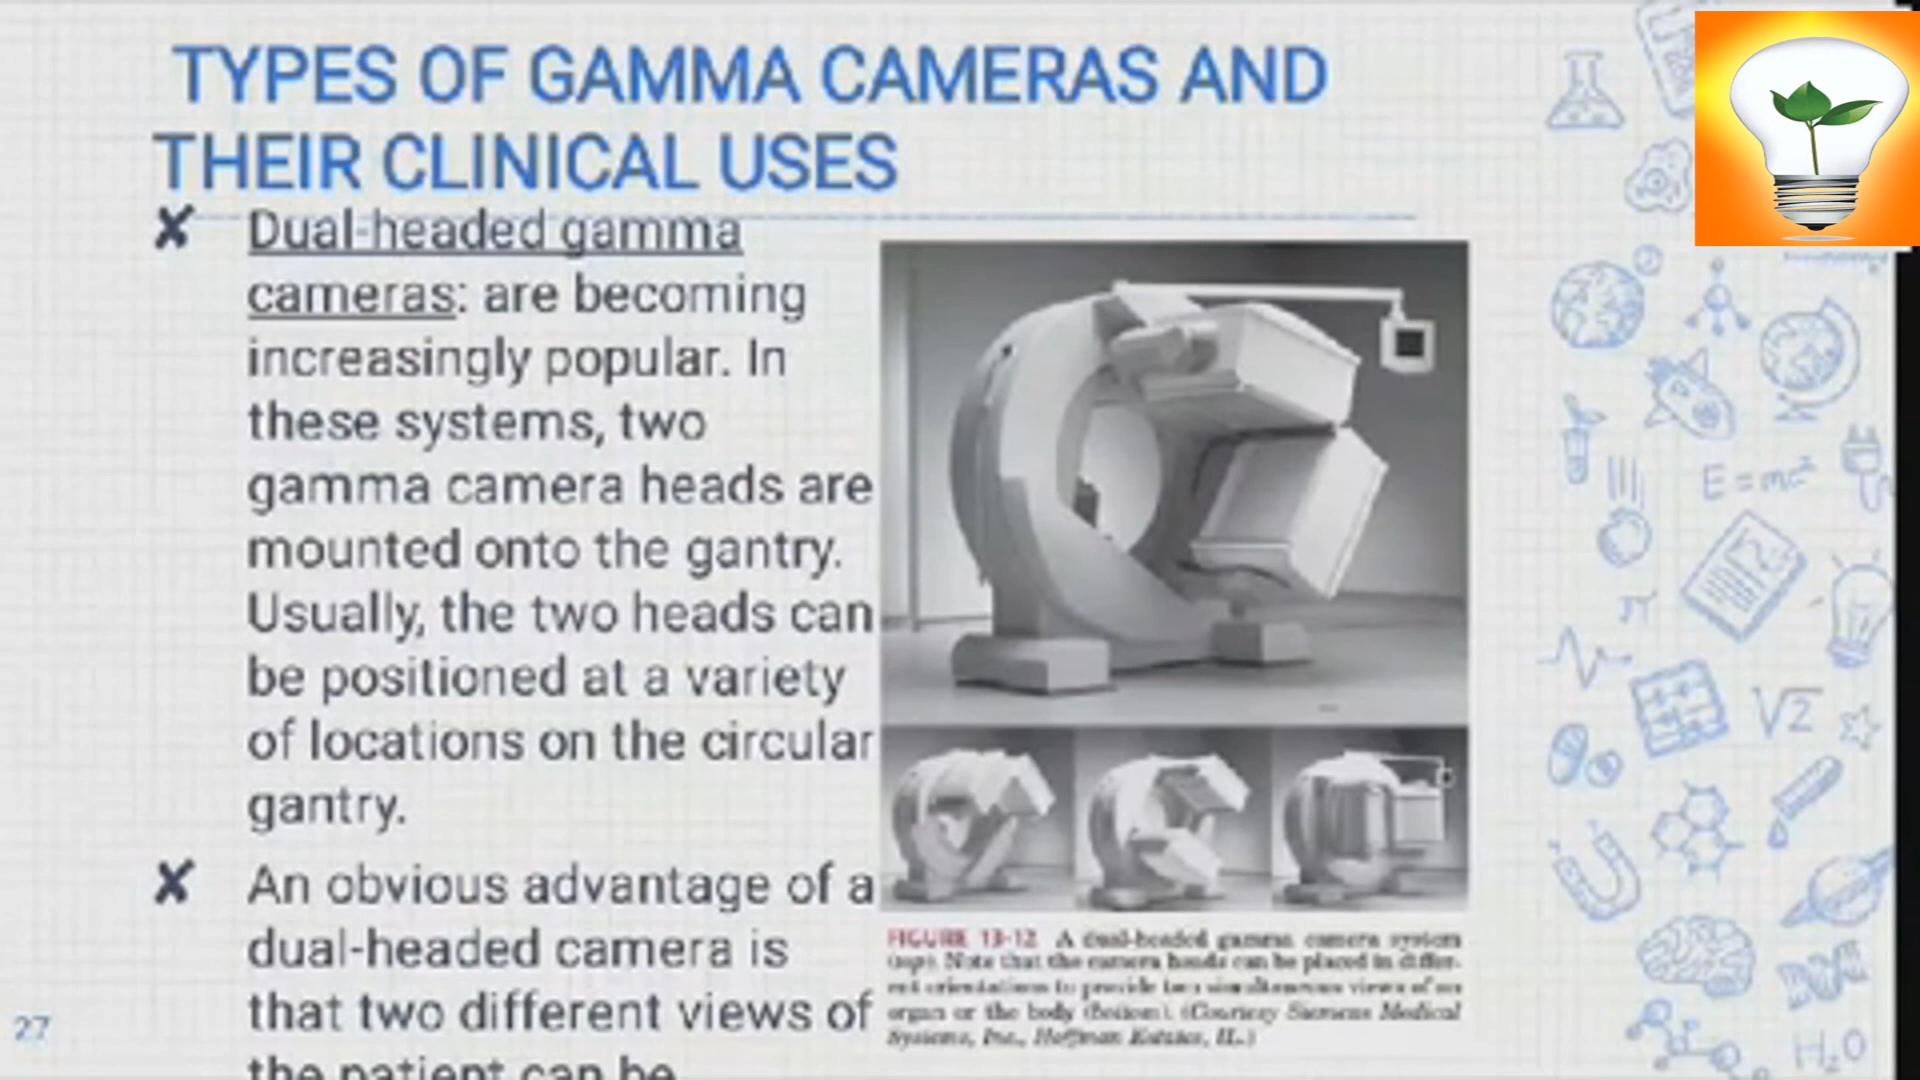 TYPES OF GAMMA CAMERAS AND
THEIR CLINICAL USES
✘ Dual-headed gamma
cameras: are becoming
increasingly popular. In
these systems, two
gamma camera heads are
mounted onto the gantry.
Usually, the two heads can
be positioned at a variety
of locations on the circular
gantry.
✘ An obvious advantage of a
dual-headed camera is
that two different views of
the patient can be
FIGURE 13-12 A dual-headed gamma camera system
(top). Note that the camera heads can be placed in differ-
ent orientations to provide two simultaneous views of an
organ or the body (bottom). (Courtesy Siemens Medical
Systems, Inc., Hoffman Estates, IL.)
27
E = mc²
π
√2
H₂O